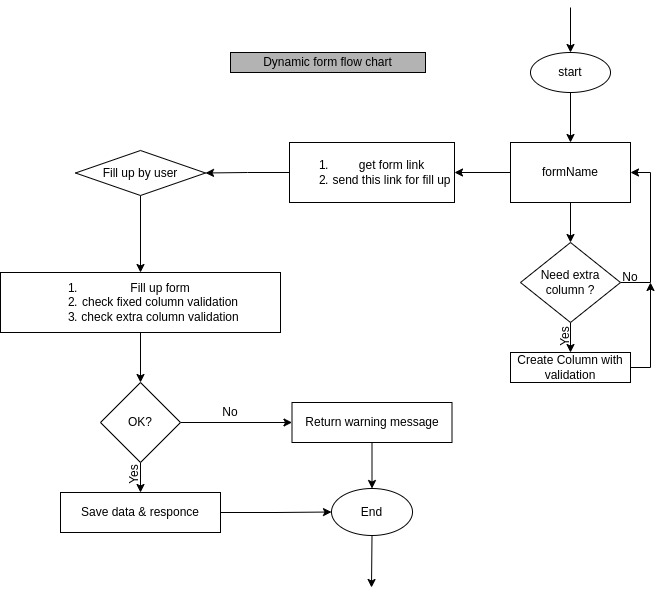 Dynamic form flow chart
start
formName
1. get form link
2. send this link for fill up
Fill up by user
Need extra
column ?
No
Yes
Create Column with
validation
1. Fill up form
2. check fixed column validation
3. check extra column validation
OK?
No
Return warning message
Yes
Save data & responce
End